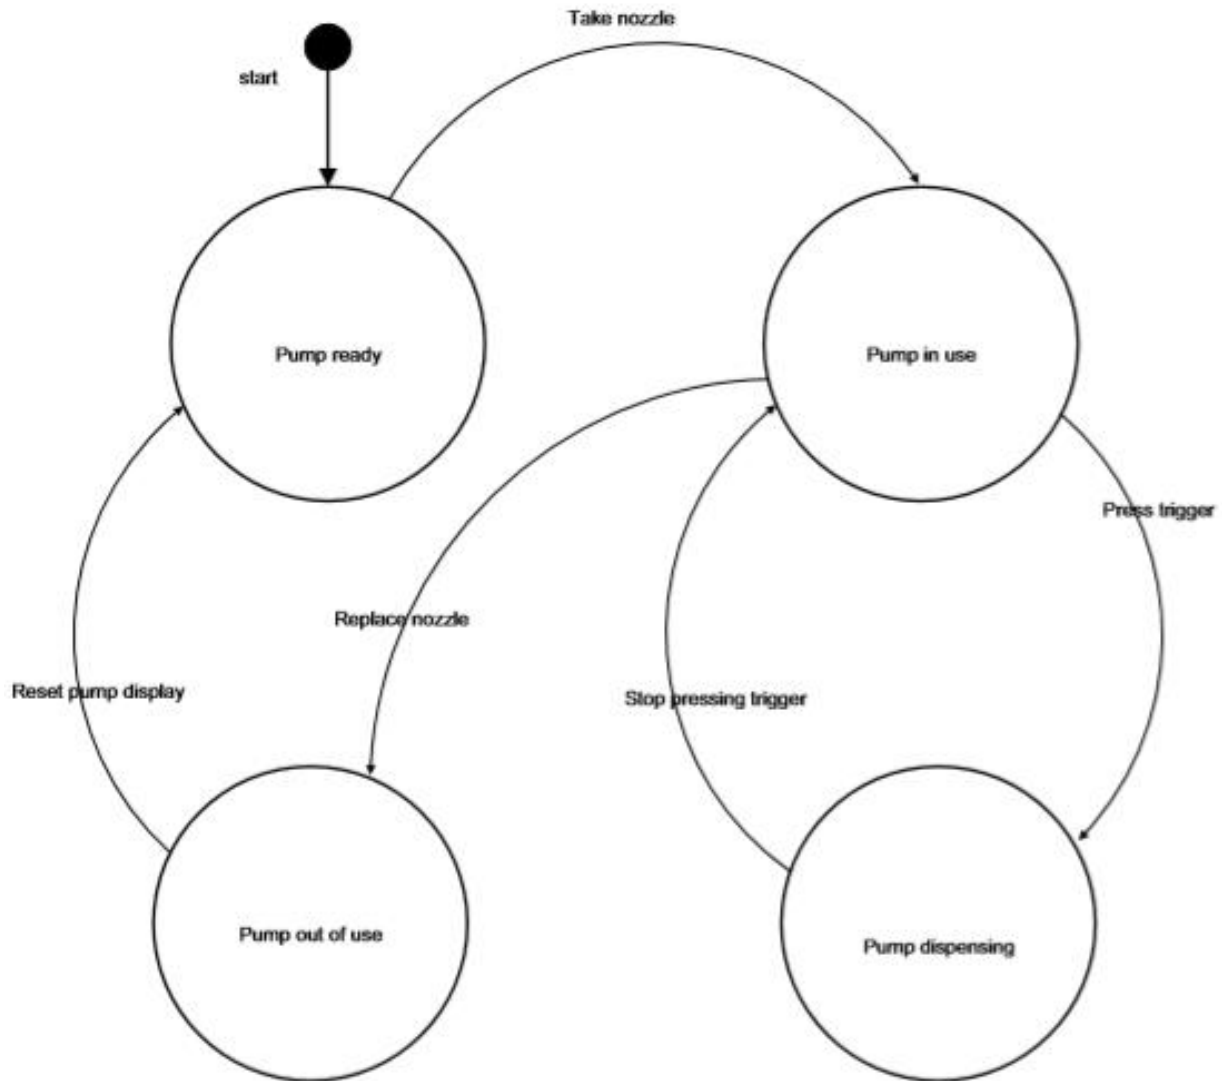 Take nozzle
start
Pump ready
Pump in use
Press trigger
Replace nozzle
Reset pump display
Stop pressing trigger
Pump out of use
Pump dispensing